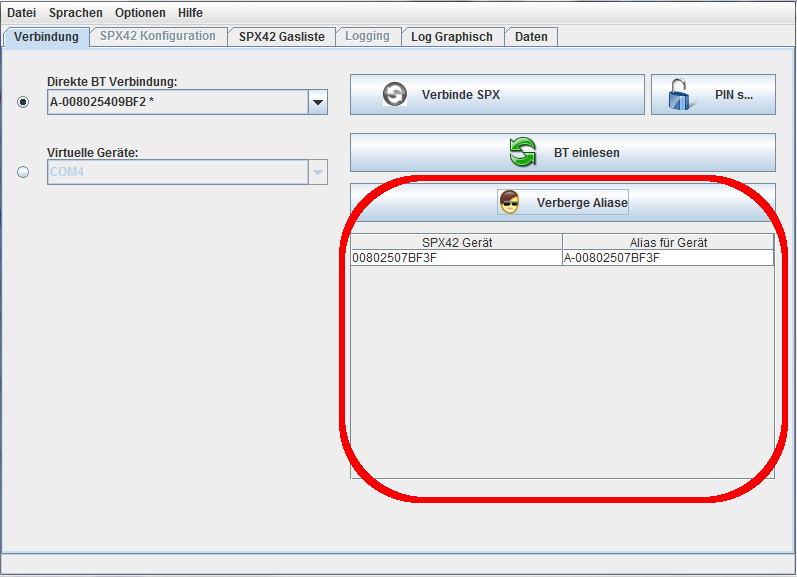 Datei Sprachen Optionen Hilfe
Verbindung SPX42 Konfiguration SPX42 Gasliste Logging Log Graphisch Daten
Direkte BT Verbindung:
A-008025409BF2 *
Verbinde SPX PIN s...
BT einlesen
Virtuelle Geräte:
COM4
Verberge Aliase
SPX42 Gerät Alias für Gerät
00802507BF3F A-00802507BF3F